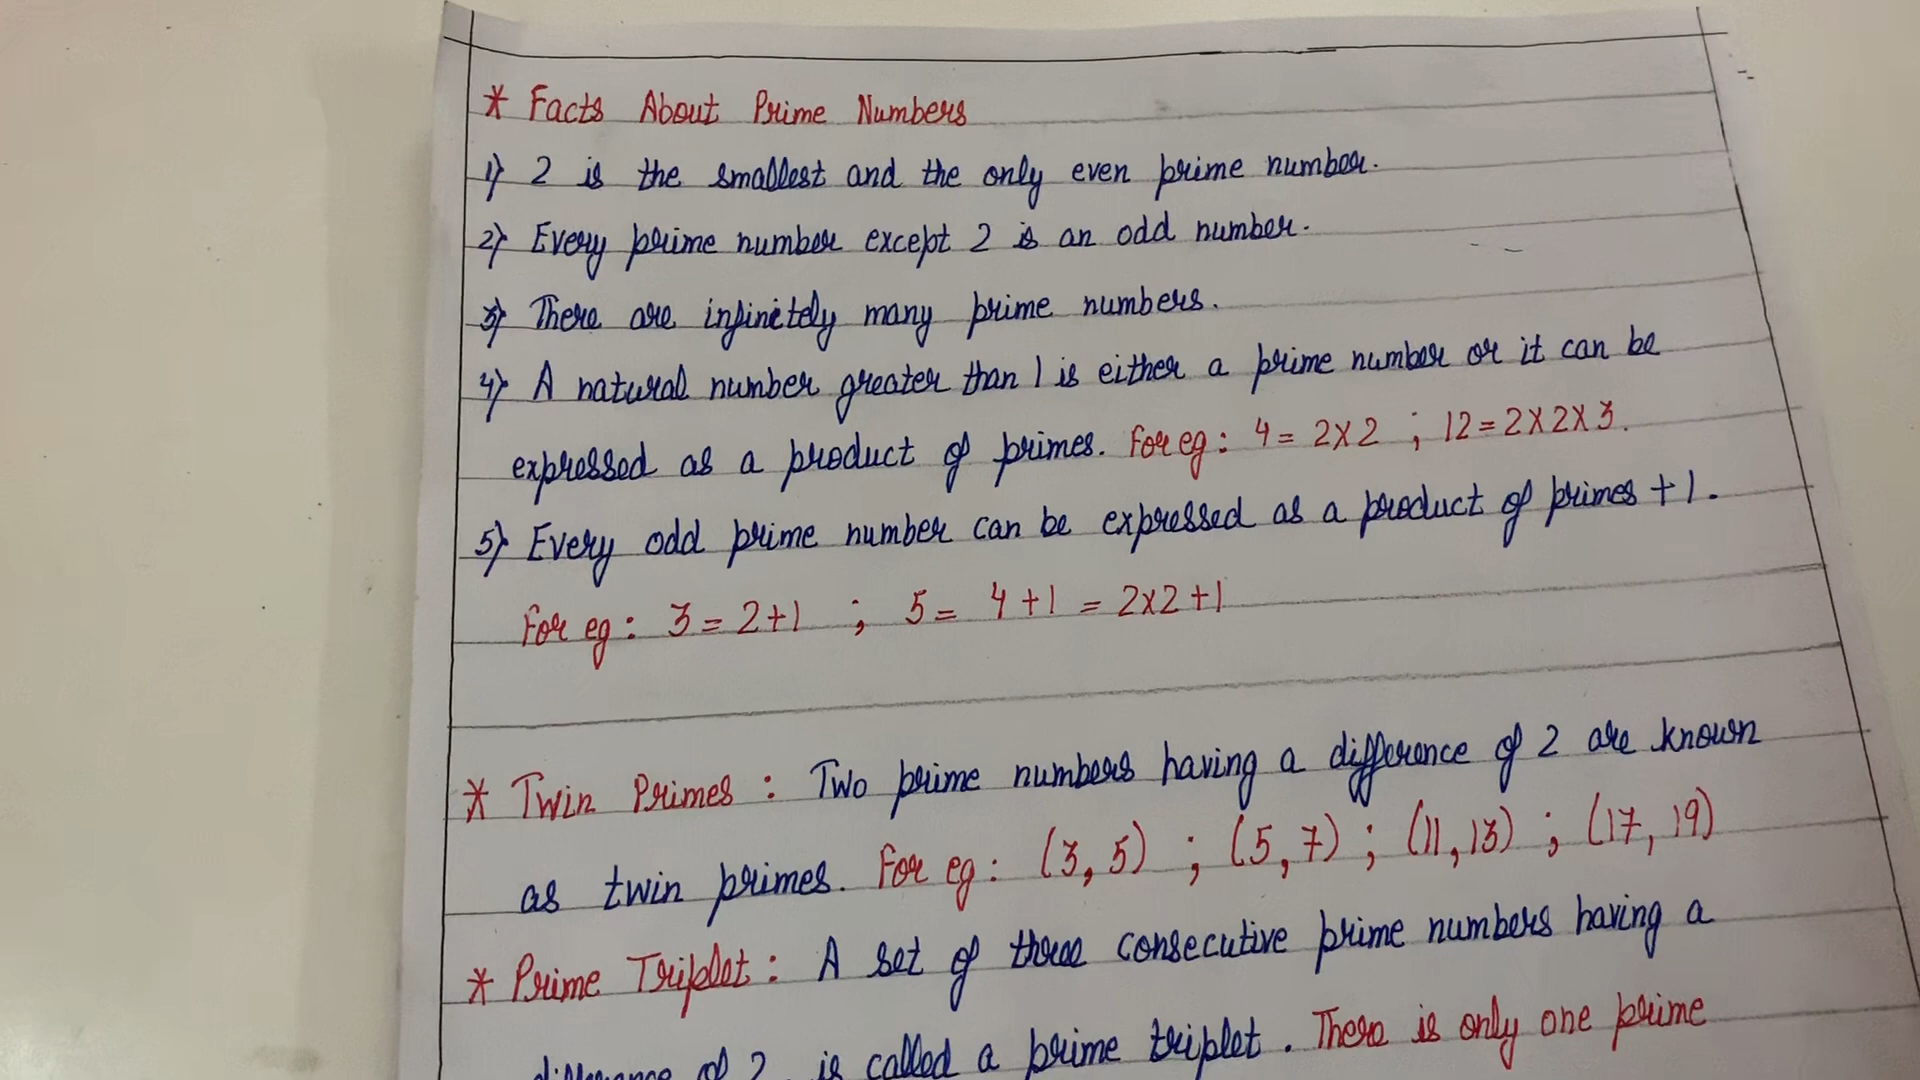 * Facts About Prime Numbers
1) 2 is the smallest and the only even prime number.
2) Every prime number except 2 is an odd number.
3) There are infinitely many prime numbers.
4) A natural number greater than 1 is either a prime number or it can be
expressed as a product of primes. For eg : 4 = 2x2 ; 12 = 2x2x3.
5) Every odd prime number can be expressed as a product of primes + 1.
For eg : 3 = 2+1 ; 5 = 4+1 = 2x2+1
* Twin Primes : Two prime numbers having a difference of 2 are known
as twin primes. For eg : (3, 5) ; (5, 7) ; (11, 13) ; (17, 19)
* Prime Triplet : A set of three consecutive prime numbers having a
difference of 2 is called a prime triplet. There is only one prime